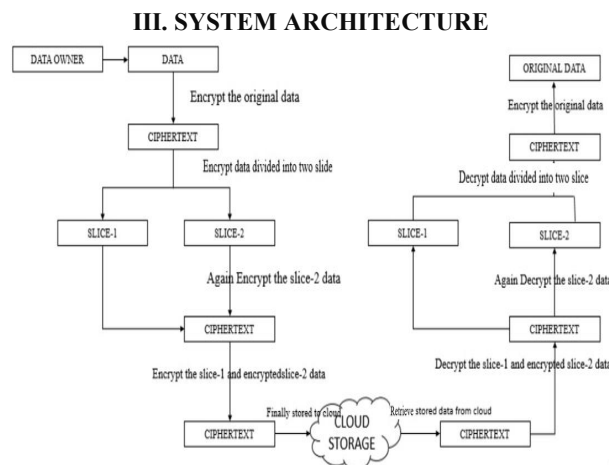 III. SYSTEM ARCHITECTURE
DATA OWNER
DATA
Encrypt the original data
CIPHERTEXT
Encrypt data divided into two slide
SLICE-1
SLICE-2
Again Encrypt the slice-2 data
CIPHERTEXT
Encrypt the slice-1 and encryptedslice-2 data
CIPHERTEXT
Finally stored to cloud
CLOUD
STORAGE
Retrieve stored data from cloud
CIPHERTEXT
Decrypt the slice-1 and encrypted slice-2 data
CIPHERTEXT
Again Decrypt the slice-2 data
SLICE-1
SLICE-2
Decrypt data divided into two slice
CIPHERTEXT
Encrypt the original data
ORIGINAL DATA